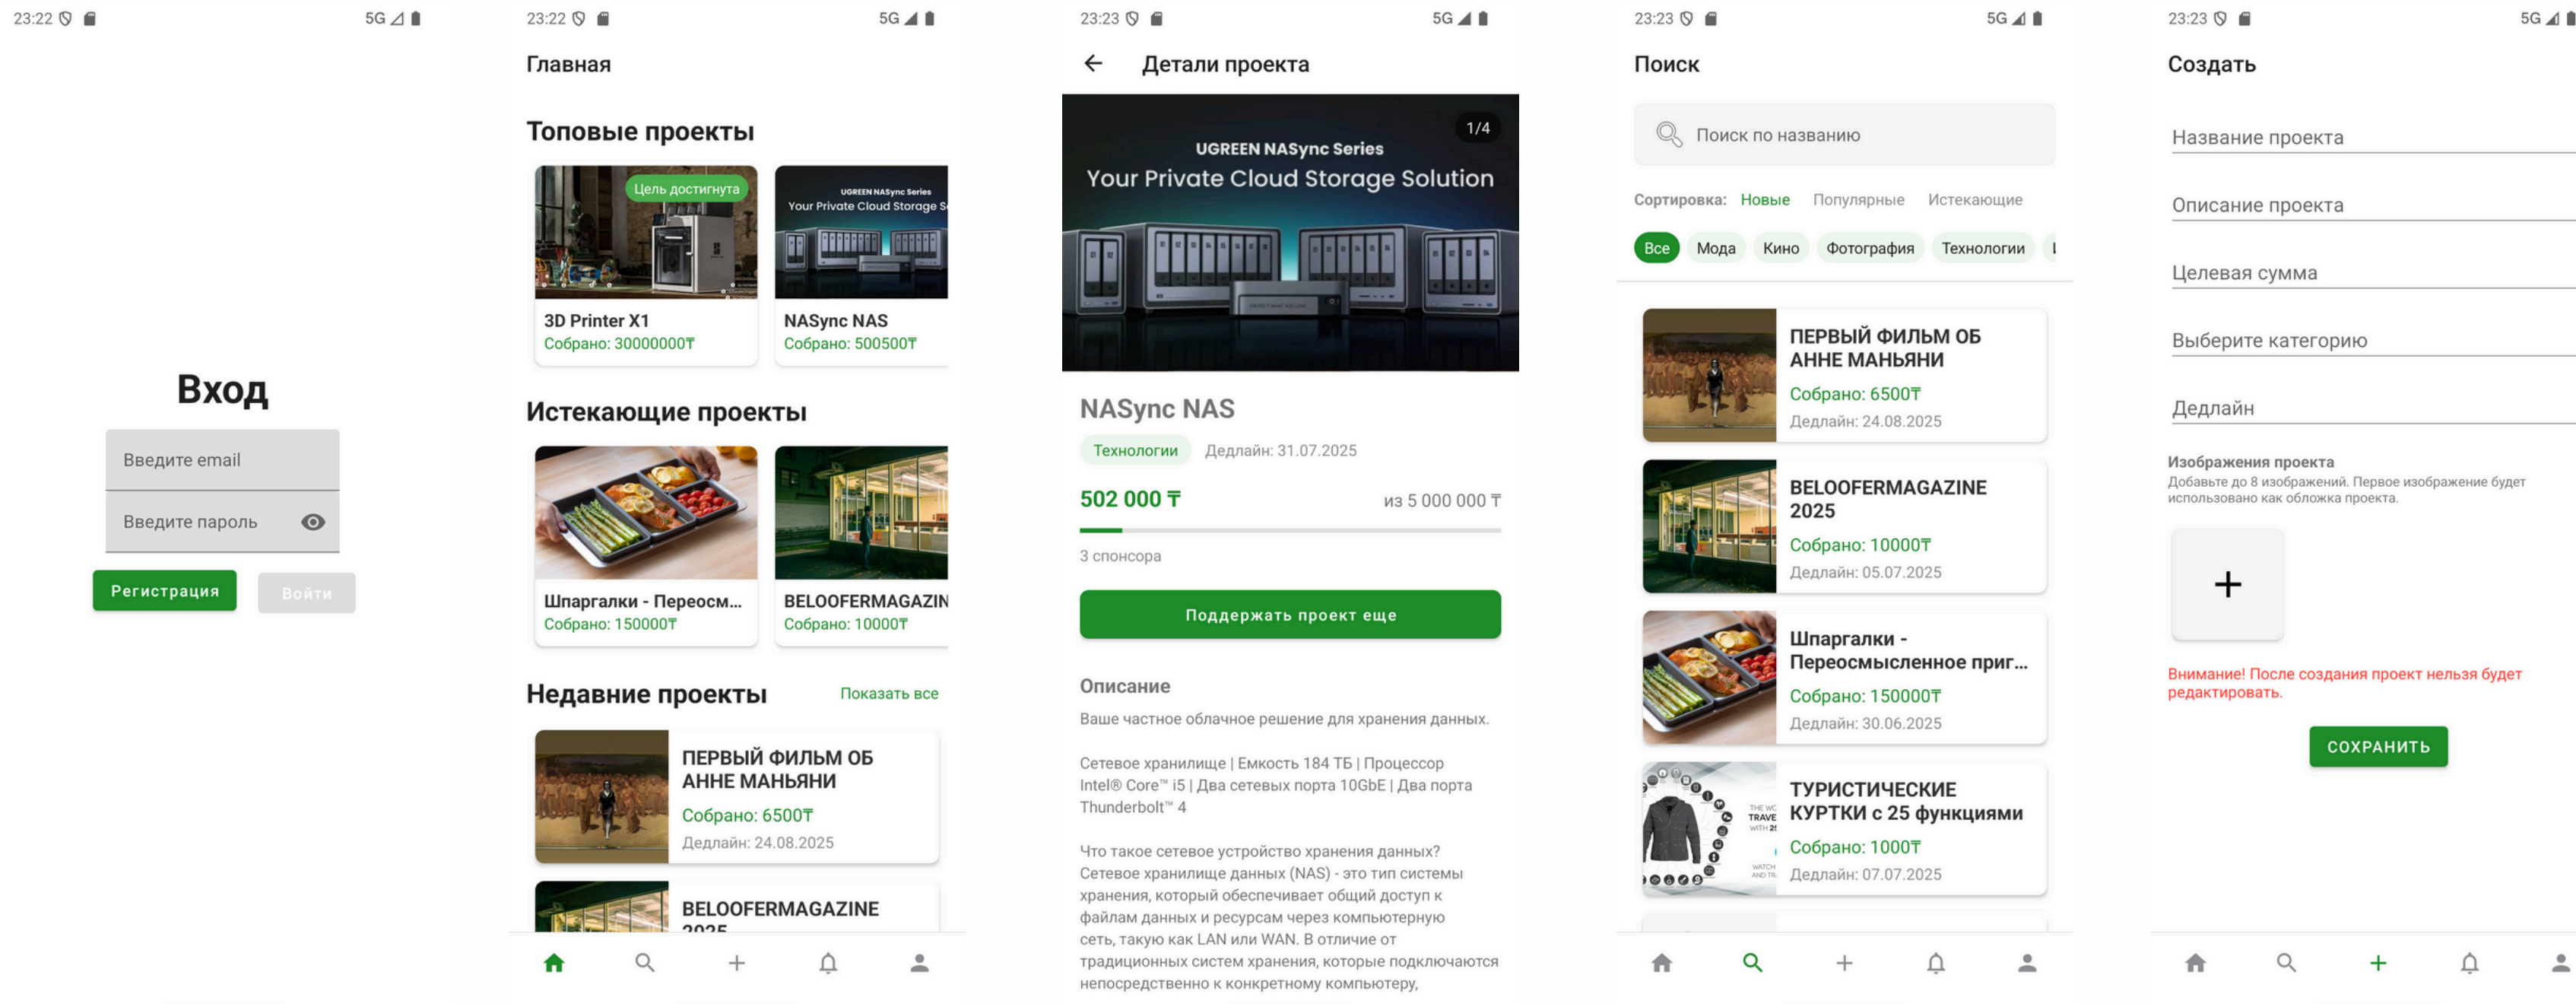 23:22
5G
Вход
Введите email
Введите пароль
Регистрация
Войти
23:22
5G
Главная
Топовые проекты
Цель достигнута
UGREEN NASync Series
Your Private Cloud Storage S
3D Printer X1
Собрано: 30000000₸
NASync NAS
Собрано: 500500₸
Истекающие проекты
Шпаргалки - Переосм...
Собрано: 150000₸
BELOOFERMAGAZIN
Собрано: 10000₸
Недавние проекты
Показать все
ПЕРВЫЙ ФИЛЬМ ОБ
АННЕ МАНЬЯНИ
Собрано: 6500₸
Дедлайн: 24.08.2025
BELOOFERMAGAZINE
2025
23:23
5G
Детали проекта
1/4
UGREEN NASync Series
Your Private Cloud Storage Solution
NASync NAS
Технологии
Дедлайн: 31.07.2025
502 000 ₸
из 5 000 000 ₸
3 спонсора
Поддержать проект еще
Описание
Ваше частное облачное решение для хранения данных.
Сетевое хранилище | Емкость 184 ТБ | Процессор
Intel® Core™ i5 | Два сетевых порта 10GbE | Два порта
Thunderbolt™ 4
Что такое сетевое устройство хранения данных?
Сетевое хранилище данных (NAS) - это тип системы
хранения, который обеспечивает общий доступ к
файлам данных и ресурсам через компьютерную
сеть, такую как LAN или WAN. В отличие от
традиционных систем хранения, которые подключаются
непосредственно к конкретному компьютеру,
23:23
5G
Поиск
Поиск по названию
Сортировка: Новые Популярные Истекающие
Все Мода Кино Фотография Технологии
ПЕРВЫЙ ФИЛЬМ ОБ
АННЕ МАНЬЯНИ
Собрано: 6500₸
Дедлайн: 24.08.2025
BELOOFERMAGAZINE
2025
Собрано: 10000₸
Дедлайн: 05.07.2025
Шпаргалки -
Переосмысленное приг...
Собрано: 150000₸
Дедлайн: 30.06.2025
THE WO
TRAVE
WITH 25
WATCH
AND TR
ТУРИСТИЧЕСКИЕ
КУРТКИ с 25 функциями
Собрано: 1000₸
Дедлайн: 07.07.2025
23:23
5G
Создать
Название проекта
Описание проекта
Целевая сумма
Выберите категорию
Дедлайн
Изображения проекта
Добавьте до 8 изображений. Первое изображение будет
использовано как обложка проекта.
Внимание! После создания проект нельзя будет
редактировать.
СОХРАНИТЬ